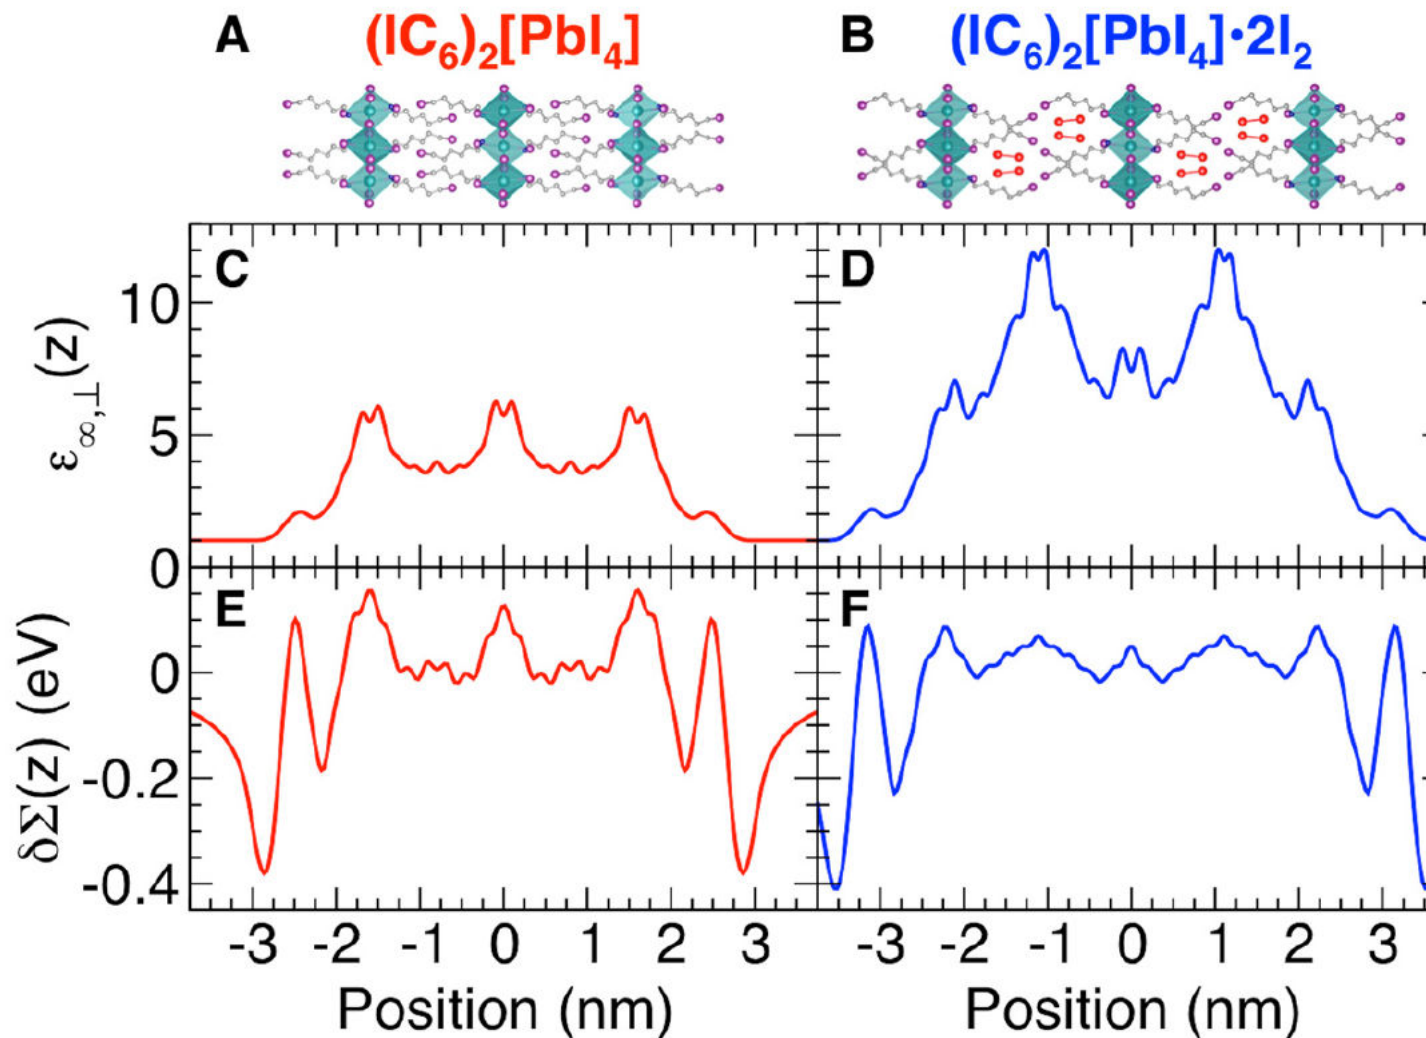 A (IC₆)₂[PbI₄]
B (IC₆)₂[PbI₄]•2I₂
C
D
ε∞,⊥(z)
10
5
0
E
F
δΣ(z) (eV)
0
-0.2
-0.4
-3 -2 -1 0 1 2 3
-3 -2 -1 0 1 2 3
Position (nm)
Position (nm)